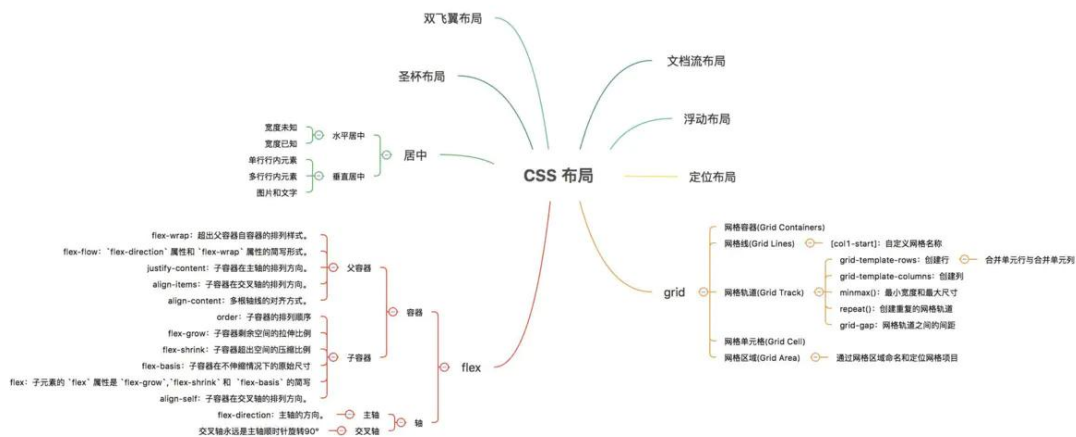 CSS 布局
双飞翼布局
圣杯布局
居中
水平居中
宽度未知
宽度已知
垂直居中
单行行内元素
多行行内元素
图片和文字
flex
容器
父容器
flex-wrap：超出父容器自容器的排列样式。
flex-flow：`flex-direction` 属性和 `flex-wrap` 属性的简写形式。
justify-content：子容器在主轴的排列方向。
align-items：子容器在交叉轴的排列方向。
align-content：多根轴线的对齐方式。
子容器
order：子容器的排列顺序
flex-grow：子容器剩余空间的拉伸比例
flex-shrink：子容器超出空间的压缩比例
flex-basis：子容器在不伸缩情况下的原始尺寸
flex：子元素的 `flex` 属性是 `flex-grow`,`flex-shrink` 和 `flex-basis` 的简写
align-self：子容器在交叉轴的排列方向。
轴
主轴
flex-direction：主轴的方向。
交叉轴
交叉轴永远是主轴顺时针旋转90°
文档流布局
浮动布局
定位布局
grid
网格容器(Grid Containers)
网格线(Grid Lines)
[col1-start]：自定义网格名称
网格轨道(Grid Track)
grid-template-rows：创建行
合并单元行与合并单元列
grid-template-columns：创建列
minmax()：最小宽度和最大尺寸
repeat()：创建重复的网格轨道
grid-gap：网格轨道之间的间距
网格单元格(Grid Cell)
网格区域(Grid Area)
通过网格区域命名和定位网格项目